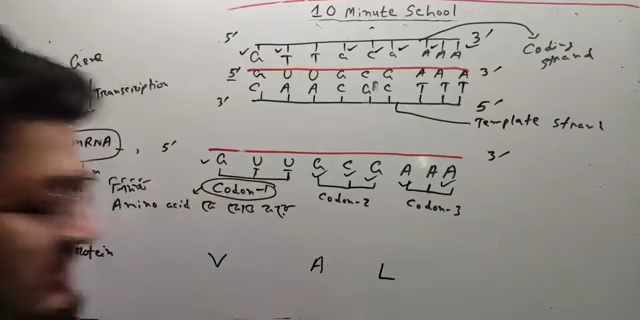 10 Minute School
5' 3'
G T T G C G A A A
Coding strand
Gene
5' G U U G C G A A A 3'
Transcription
C A A C G C T T T
3' 5'
Template Strand
mRNA, 5' G U U G C G A A A 3'
Codon-1 Codon-2 Codon-3
Amino acid
V A L